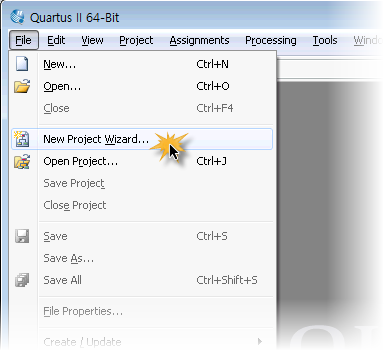 Quartus II 64-Bit
File Edit View Project Assignments Processing Tools Window
New... Ctrl+N
Open... Ctrl+O
Close Ctrl+F4
New Project Wizard...
Open Project... Ctrl+J
Save Project
Close Project
Save Ctrl+S
Save As...
Save All Ctrl+Shift+S
File Properties...
Create / Update